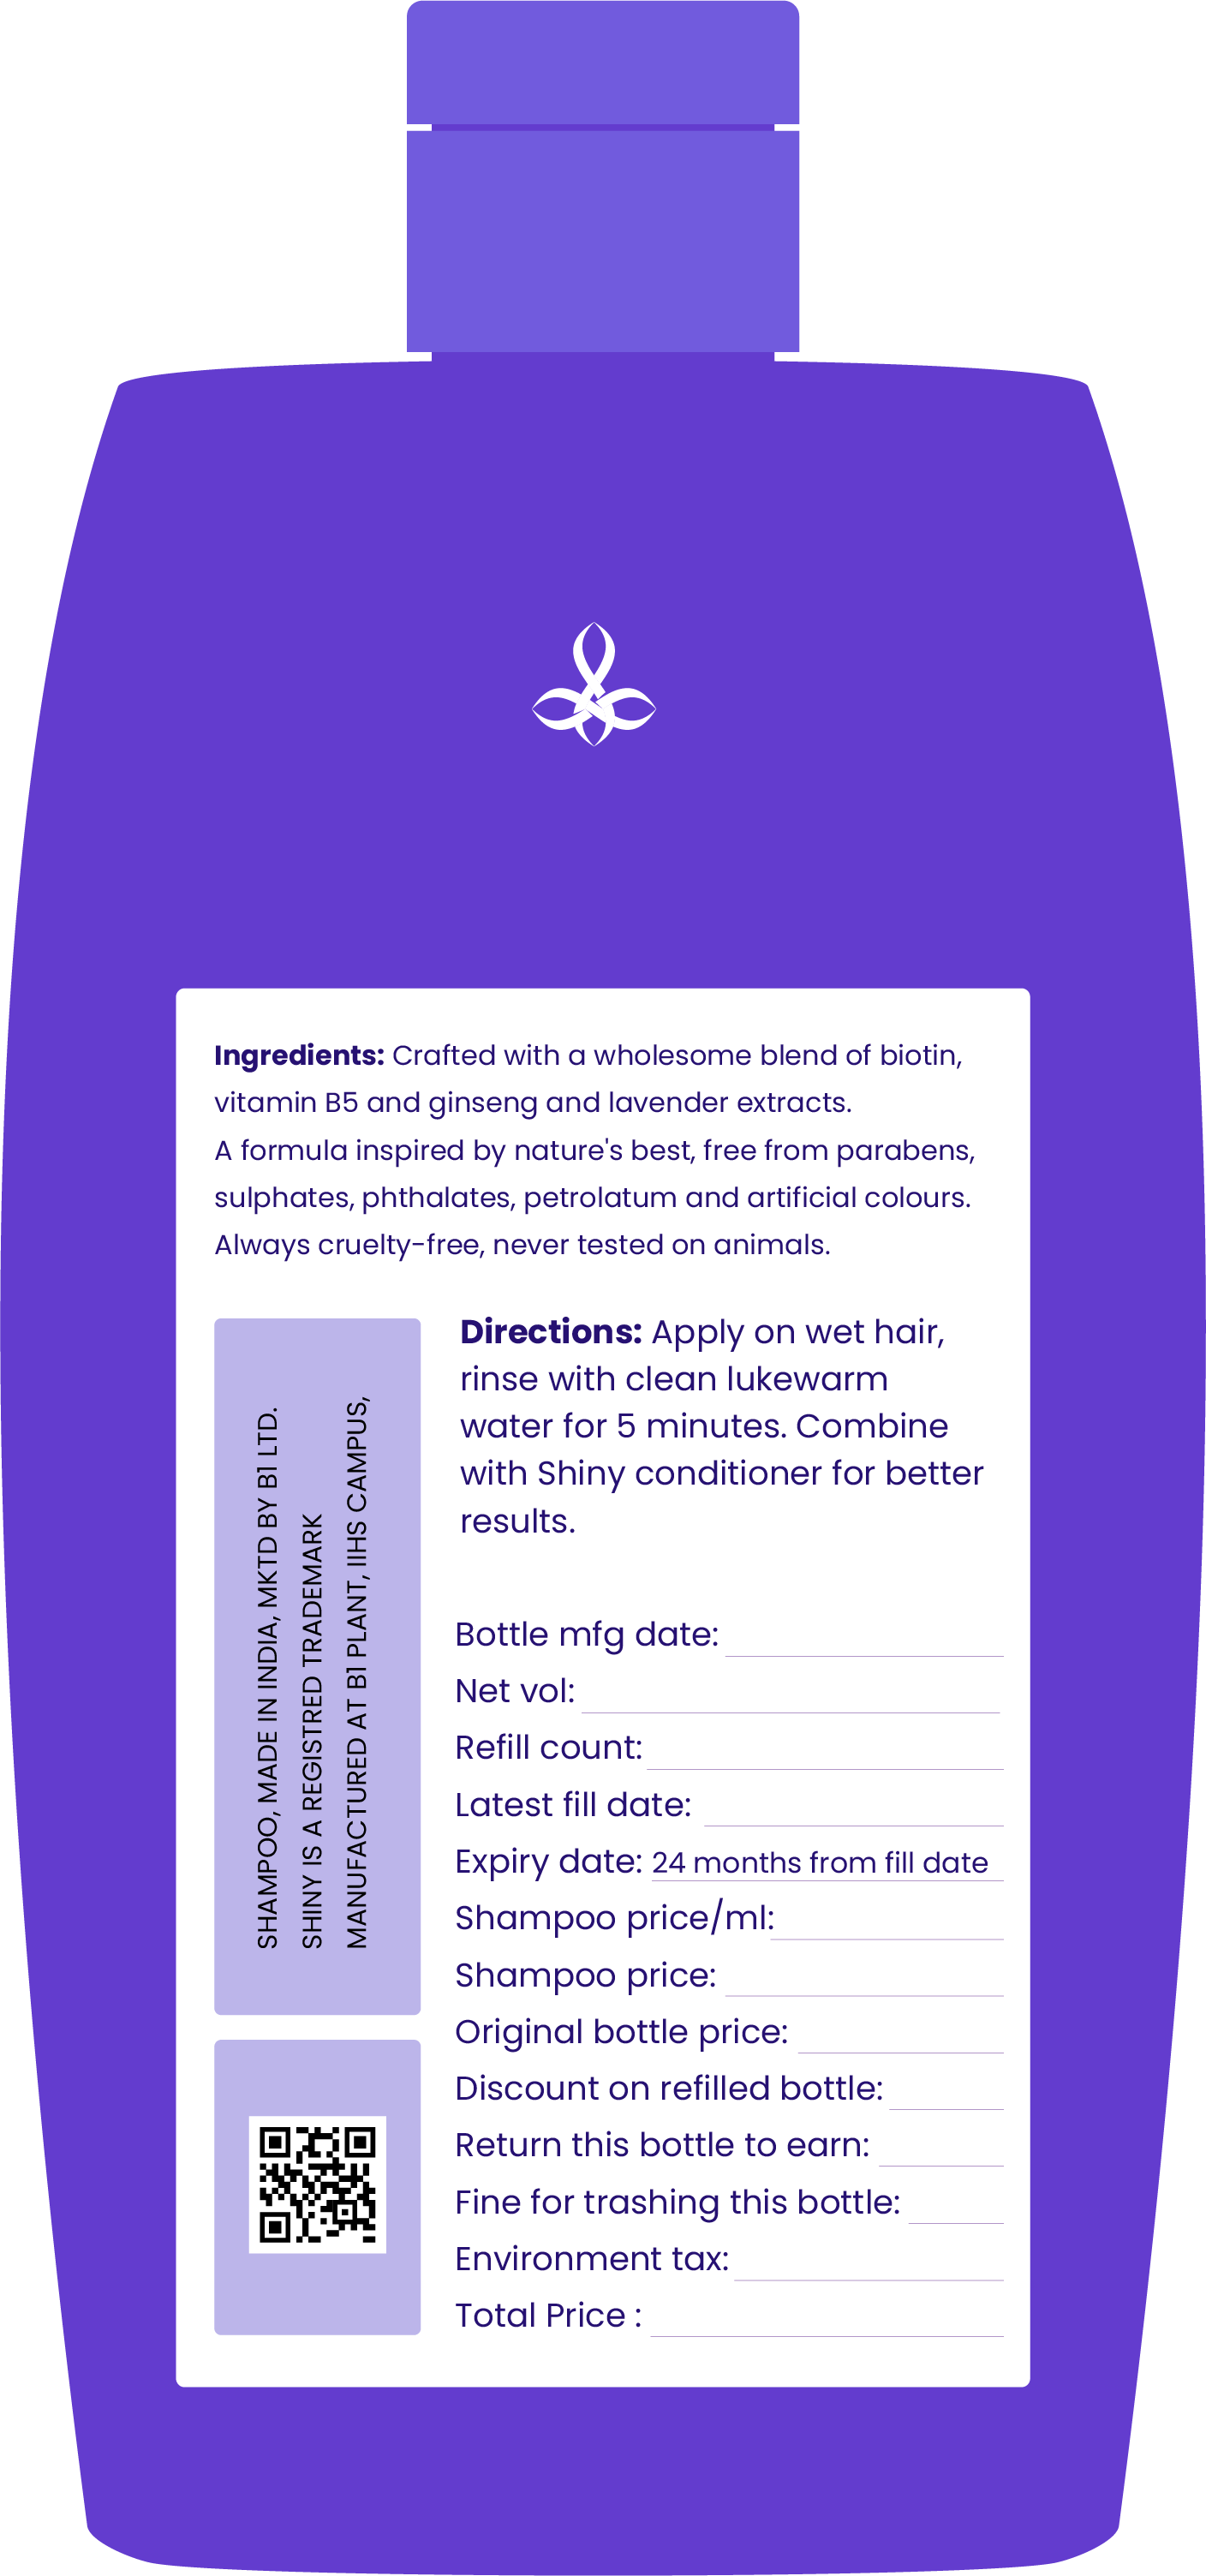 Ingredients: Crafted with a wholesome blend of biotin,
vitamin B5 and ginseng and lavender extracts.
A formula inspired by nature's best, free from parabens,
sulphates, phthalates, petrolatum and artificial colours.
Always cruelty-free, never tested on animals.
SHAMPOO, MADE IN INDIA, MKTD BY B1 LTD.
SHINY IS A REGISTRED TRADEMARK
MANUFACTURED AT B1 PLANT, IIHS CAMPUS,
Directions: Apply on wet hair,
rinse with clean lukewarm
water for 5 minutes. Combine
with Shiny conditioner for better
results.
Bottle mfg date:
Net vol:
Refill count:
Latest fill date:
Expiry date: 24 months from fill date
Shampoo price/ml:
Shampoo price:
Original bottle price:
Discount on refilled bottle:
Return this bottle to earn:
Fine for trashing this bottle:
Environment tax:
Total Price :